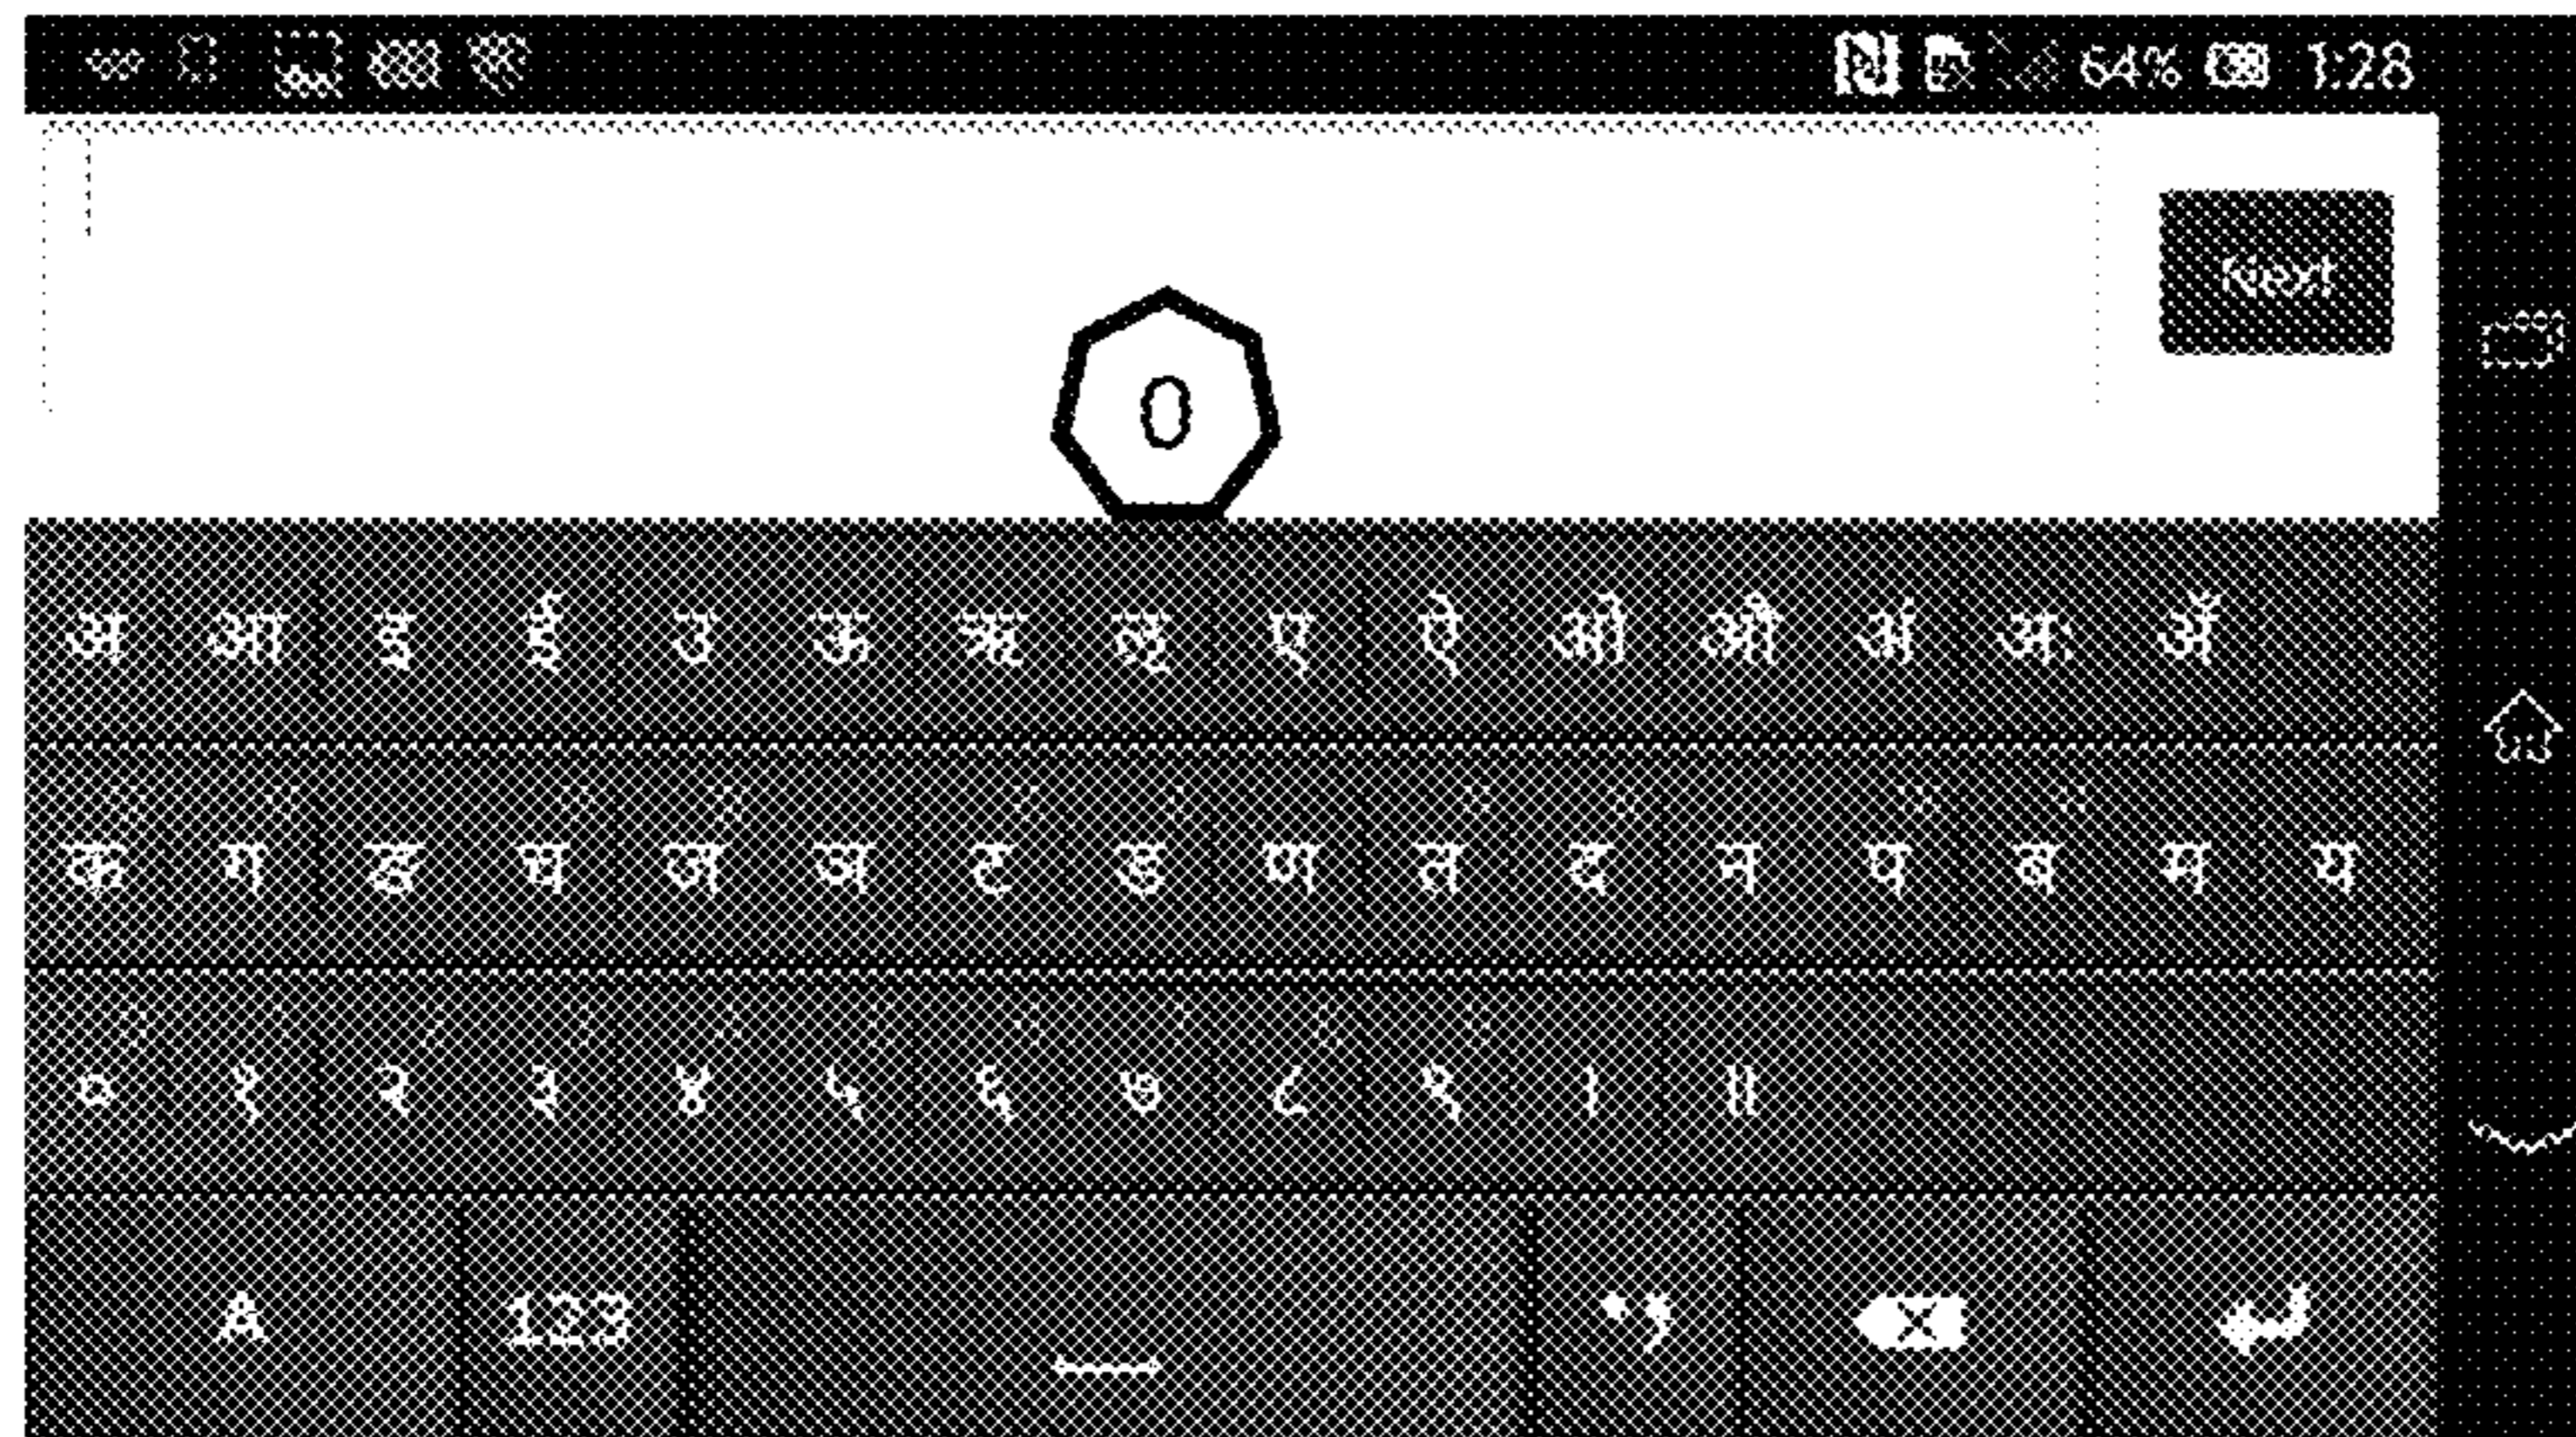 64% 1:28
Next
0
अ आ इ ई उ ऊ ऋ ऌ ए ऐ ओ औ अं अः अँ
क ग ङ च ज ञ ट ड ण त द न प ब म य
० १ २ ३ ४ ५ ६ ७ ८ ९ । ॥
A 123